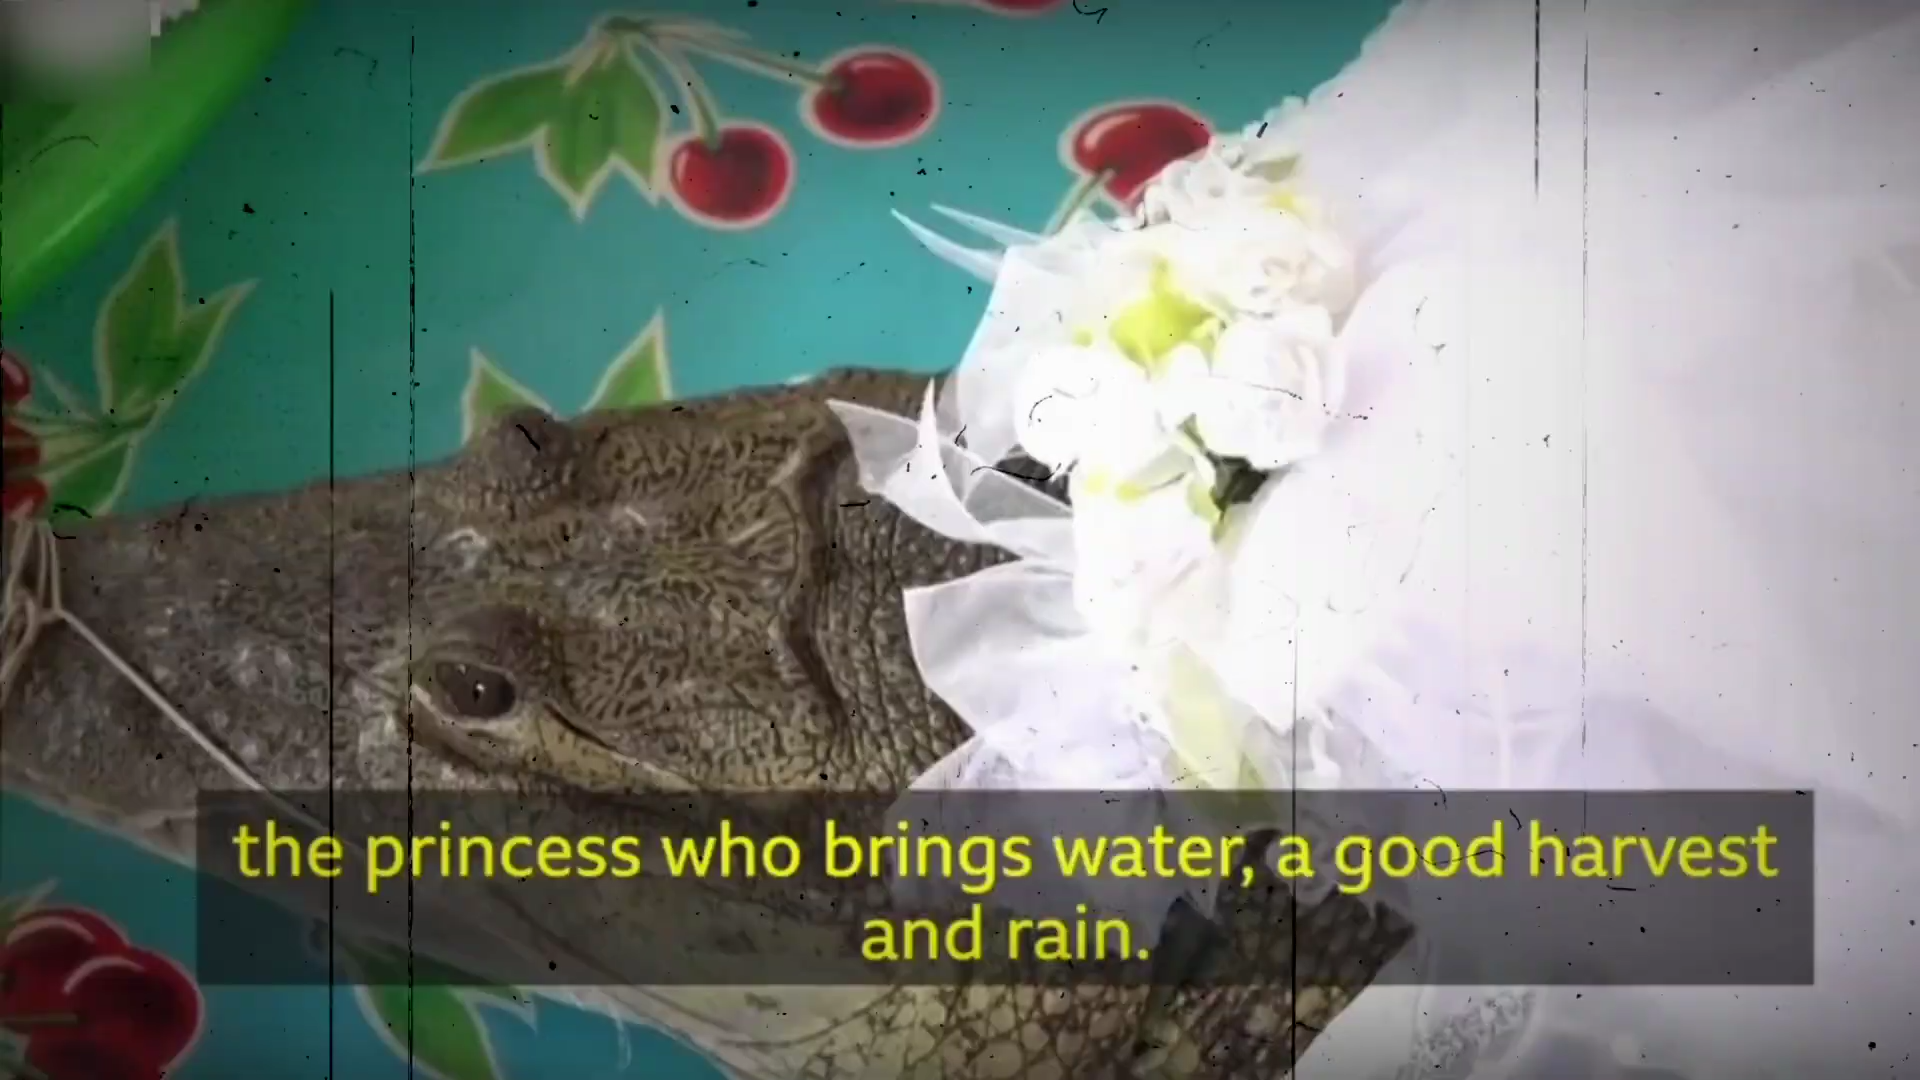 the princess who brings water, a good harvest
and rain.